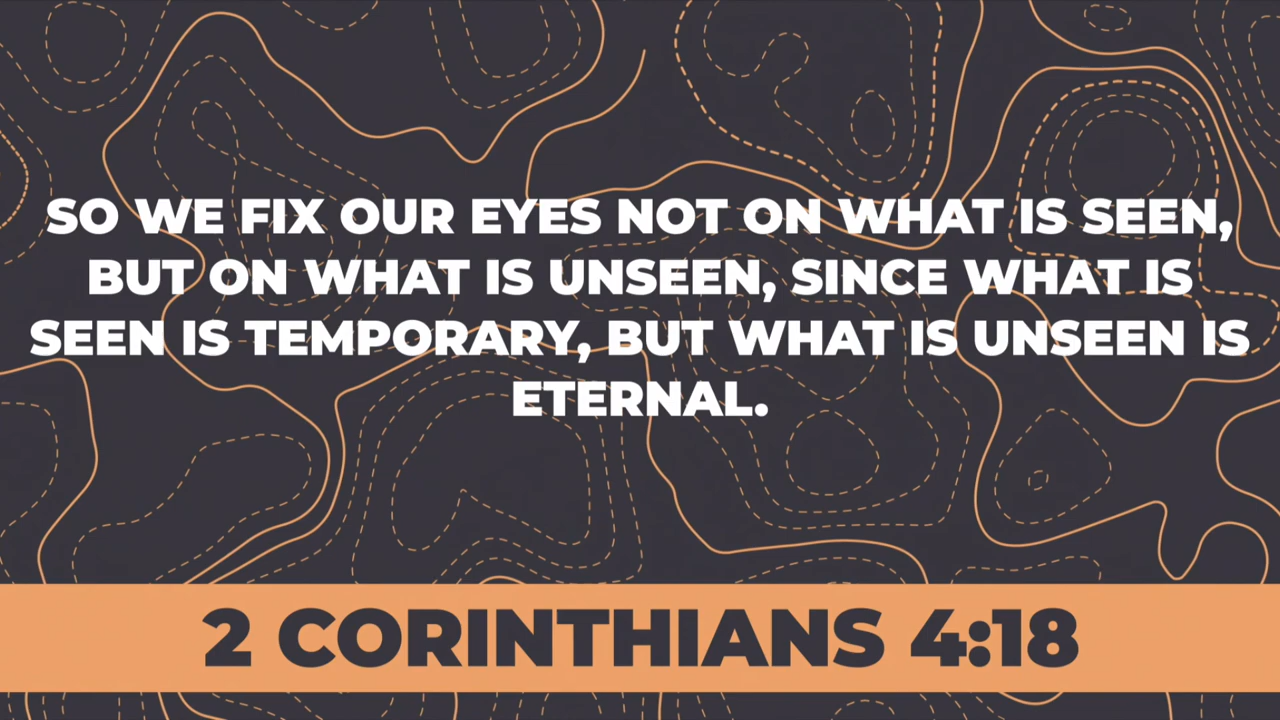 SO WE FIX OUR EYES NOT ON WHAT IS SEEN,
BUT ON WHAT IS UNSEEN, SINCE WHAT IS
SEEN IS TEMPORARY, BUT WHAT IS UNSEEN IS
ETERNAL.
2 CORINTHIANS 4:18